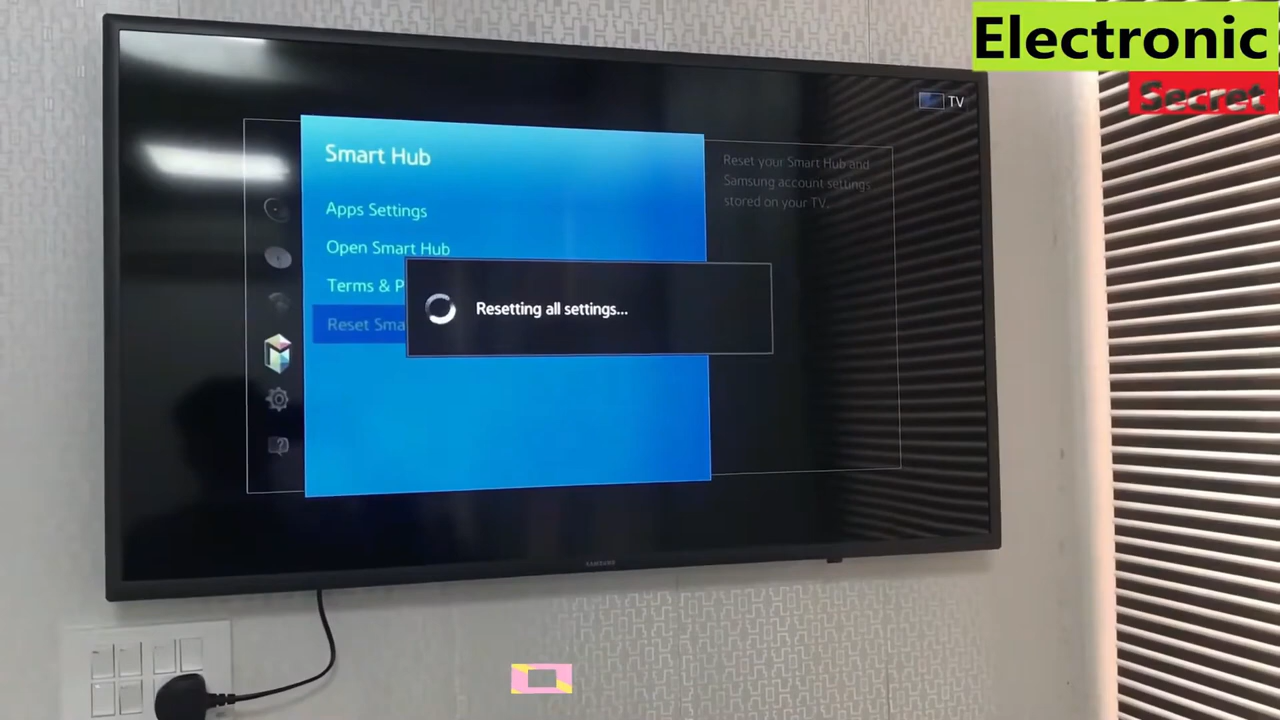 Electronic
Secret
TV
Smart Hub
Reset your Smart Hub and
Samsung account settings
stored on your TV.
Apps Settings
Open Smart Hub
Terms & P
Resetting all settings...
Reset Sma
SAMSUNG